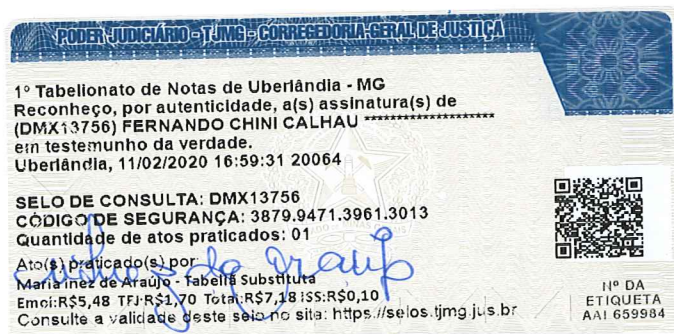 PODER JUDICIÁRIO - TJMG - CORREGEDORIA-GERAL DE JUSTIÇA
1º Tabelionato de Notas de Uberlândia - MG
Reconheço, por autenticidade, a(s) assinatura(s) de
(DMX13756) FERNANDO CHINI CALHAU ********************
em testemunho da verdade.
Uberlândia, 11/02/2020 16:59:31 20064
SELO DE CONSULTA: DMX13756
CÓDIGO DE SEGURANÇA: 3879.9471.3961.3013
Quantidade de atos praticados: 01
Ato(s) praticado(s) por:
Maria Inez de Araújo - Tabeliã Substituta
Emol:R$5,48 TFJ:R$1,70 Total:R$7,18 ISS:R$0,10
Consulte a validade deste selo no site: https://selos.tjmg.jus.br
Nº DA
ETIQUETA
AAI 659984